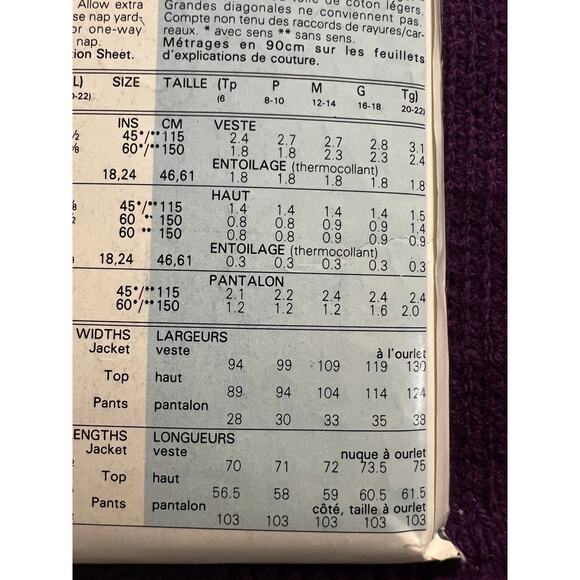 Allow extra
se nap yard-
or one-way
nap.
ion Sheet.
de coton légers.
Grandes diagonales ne conviennent pas.
Compte non tenu des raccords de rayures/car-
reaux. * avec sens ** sans sens.
Métrages en 90cm sur les feuillets
d'explications de couture.
L) SIZE TAILLE (Tp P M G Tg)
0-22) (6 8-10 12-14 16-18 20-22)
INS CM VESTE
½ 45*/**115 2.4 2.7 2.7 2.8 3.1
⅛ 60*/**150 1.8 1.8 2.3 2.3 2.4
ENTOILAGE (thermocollant)
18,24 46,61 1.8 1.8 1.8 1.8 1.8
HAUT
45*/**115 1.4 1.4 1.4 1.4 1.5
60 **150 0.8 0.8 0.9 0.9 1.4
60 **150 0.8 0.8 0.9 0.9 0.9
ENTOILAGE (thermocollant)
18,24 46,61 0.3 0.3 0.3 0.3 0.3
PANTALON
45*/**115 2.1 2.2 2.4 2.4 2.4
60*/**150 1.2 1.2 1.2 1.6 2.0
WIDTHS LARGEURS
Jacket veste à l'ourlet
94 99 109 119 130
Top haut
89 94 104 114 124
Pants pantalon
28 30 33 35 38
ENGTHS LONGUEURS
Jacket veste nuque à ourlet
70 71 72 73.5 75
Top haut
56.5 58 59 60.5 61.5
Pants pantalon côté, taille à ourlet
103 103 103 103 103